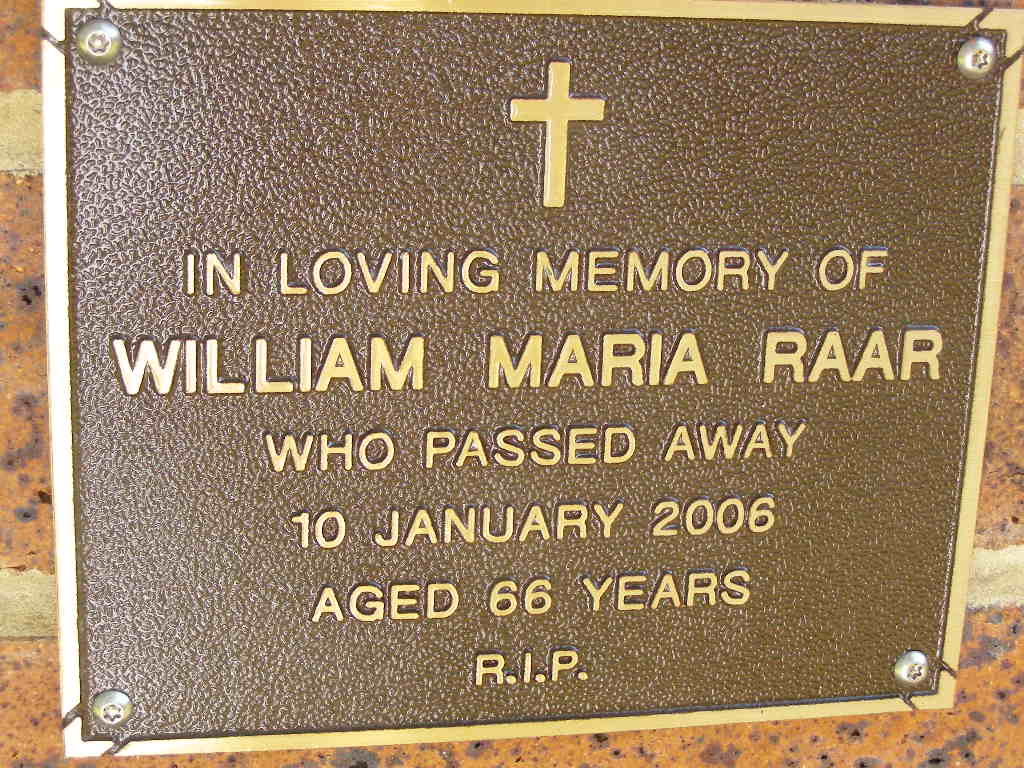 IN LOVING MEMORY OF
WILLIAM MARIA RAAR
WHO PASSED AWAY
10 JANUARY 2006
AGED 66 YEARS
R.I.P.